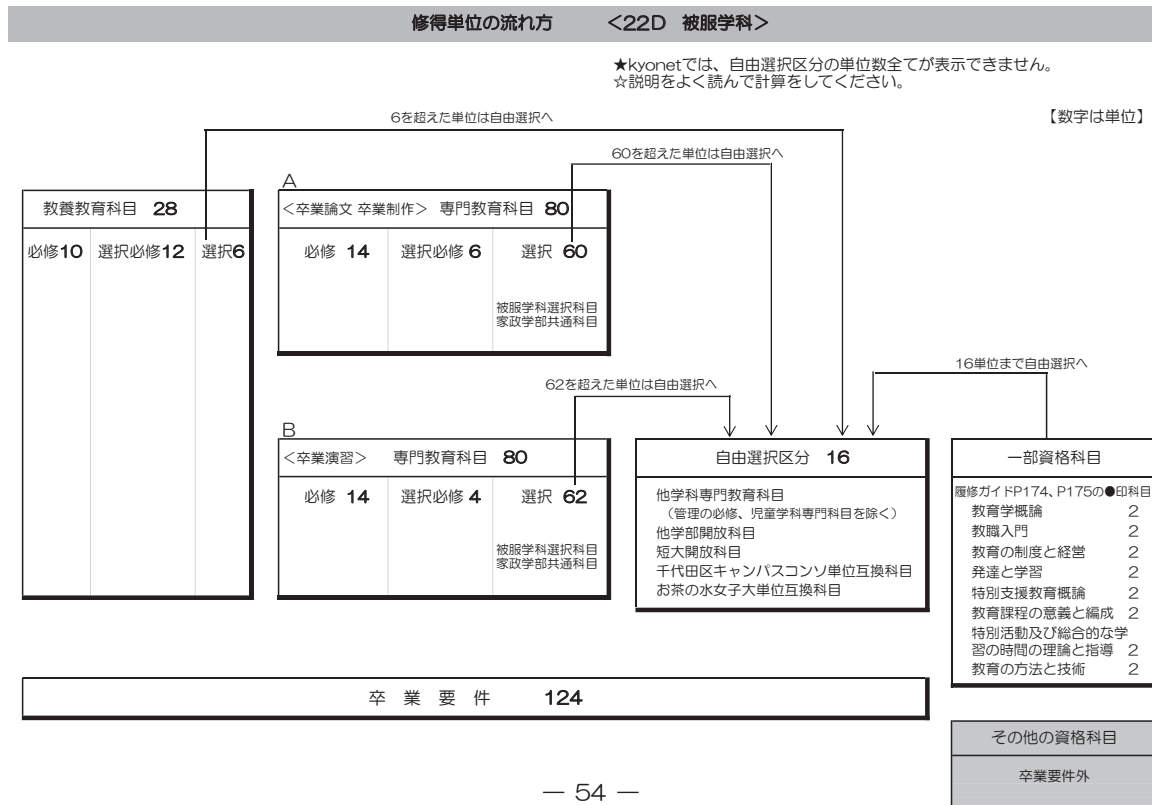 修得単位の流れ方　　<22D 被服学科>
★kyonetでは、自由選択区分の単位数全てが表示できません。
☆説明をよく読んで計算をしてください。
【数字は単位】
6を超えた単位は自由選択へ
60を超えた単位は自由選択へ
教養教育科目 28
必修10 選択必修12 選択6
A
<卒業論文 卒業制作> 専門教育科目 80
必修 14 選択必修 6 選択 60
被服学科選択科目
家政学部共通科目
62を超えた単位は自由選択へ
16単位まで自由選択へ
B
<卒業演習> 専門教育科目 80
必修 14 選択必修 4 選択 62
被服学科選択科目
家政学部共通科目
自由選択区分 16
他学科専門教育科目
（管理の必修、児童学科専門科目を除く）
他学部開放科目
短大開放科目
千代田区キャンパスコンソ単位互換科目
お茶の水女子大単位互換科目
一部資格科目
履修ガイドP174、P175の●印科目
教育学概論 2
教職入門 2
教育の制度と経営 2
発達と学習 2
特別支援教育概論 2
教育課程の意義と編成 2
特別活動及び総合的な学
習の時間の理論と指導 2
教育の方法と技術 2
卒業要件 124
その他の資格科目
卒業要件外
— 54 —